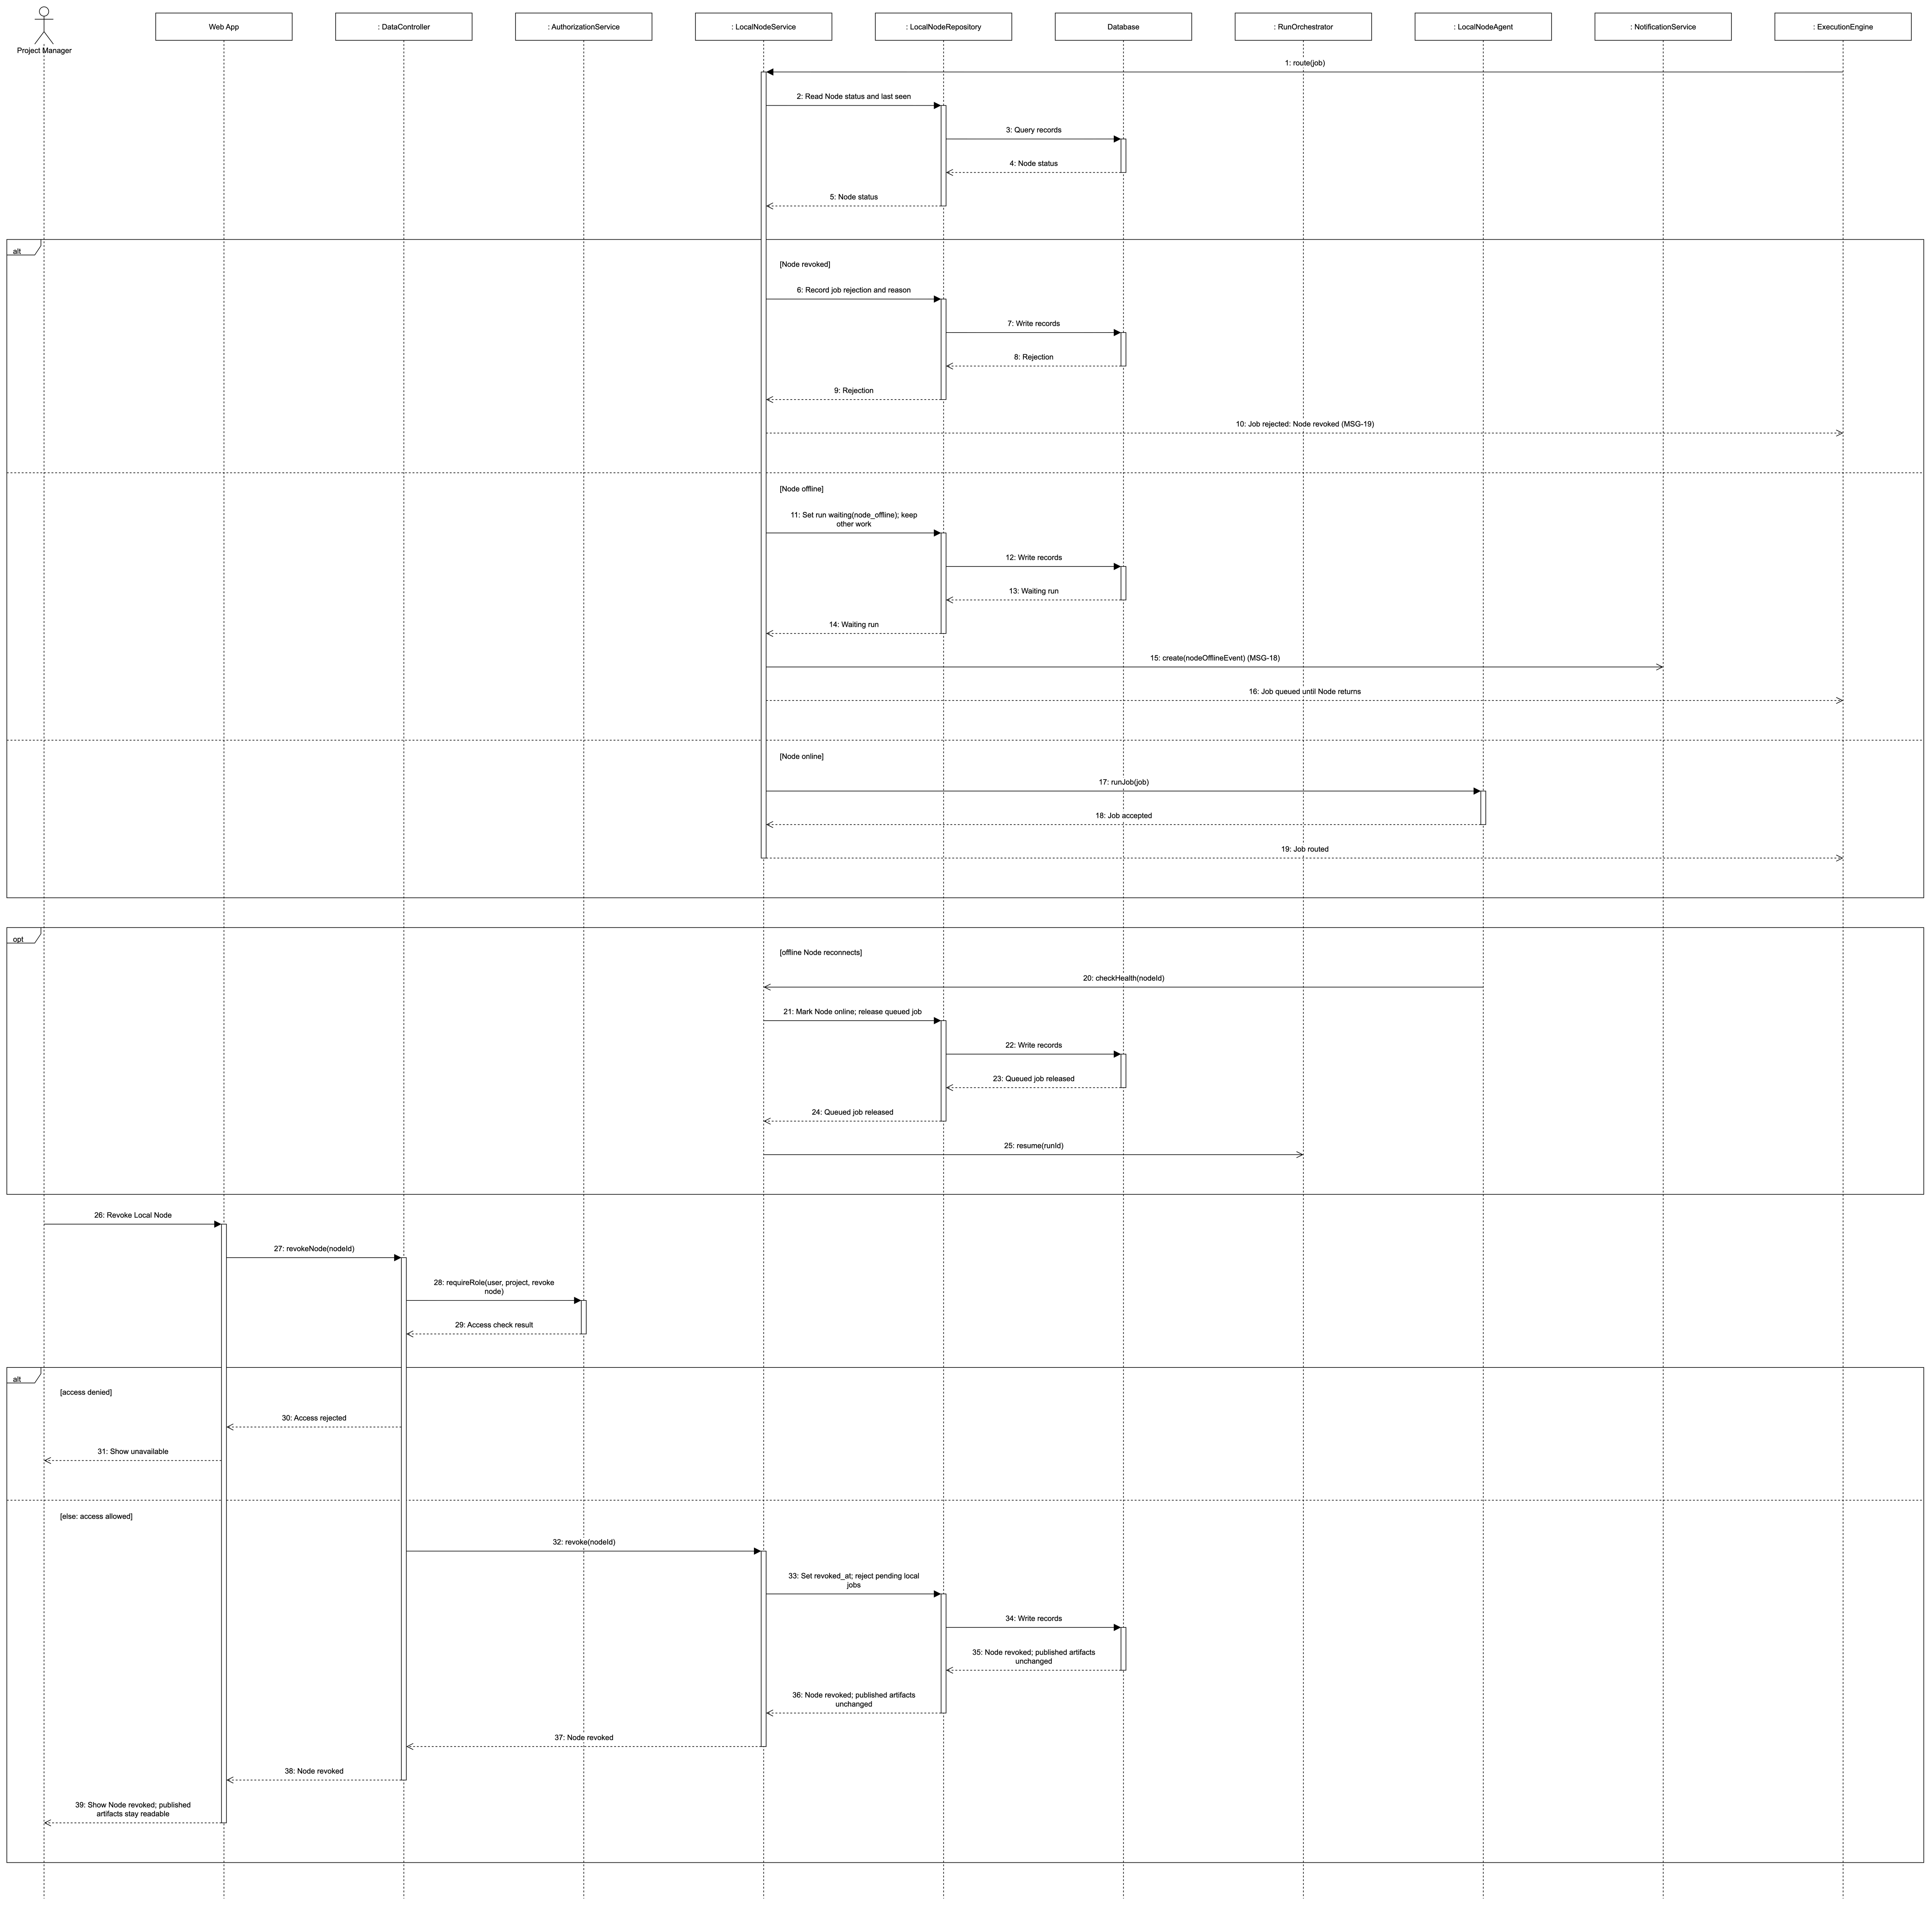 Project Manager
Web App
: DataController
: AuthorizationService
: LocalNodeService
: LocalNodeRepository
Database
: RunOrchestrator
: LocalNodeAgent
: NotificationService
: ExecutionEngine
1: route(job)
2: Read Node status and last seen
3: Query records
4: Node status
5: Node status
alt
[Node revoked]
6: Record job rejection and reason
7: Write records
8: Rejection
9: Rejection
10: Job rejected: Node revoked (MSG-19)
[Node offline]
11: Set run waiting(node_offline); keep
other work
12: Write records
13: Waiting run
14: Waiting run
15: create(nodeOfflineEvent) (MSG-18)
16: Job queued until Node returns
[Node online]
17: runJob(job)
18: Job accepted
19: Job routed
opt
[offline Node reconnects]
20: checkHealth(nodeId)
21: Mark Node online; release queued job
22: Write records
23: Queued job released
24: Queued job released
25: resume(runId)
26: Revoke Local Node
27: revokeNode(nodeId)
28: requireRole(user, project, revoke
node)
29: Access check result
alt
[access denied]
30: Access rejected
31: Show unavailable
[else: access allowed]
32: revoke(nodeId)
33: Set revoked_at; reject pending local
jobs
34: Write records
35: Node revoked; published artifacts
unchanged
36: Node revoked; published artifacts
unchanged
37: Node revoked
38: Node revoked
39: Show Node revoked; published
artifacts stay readable